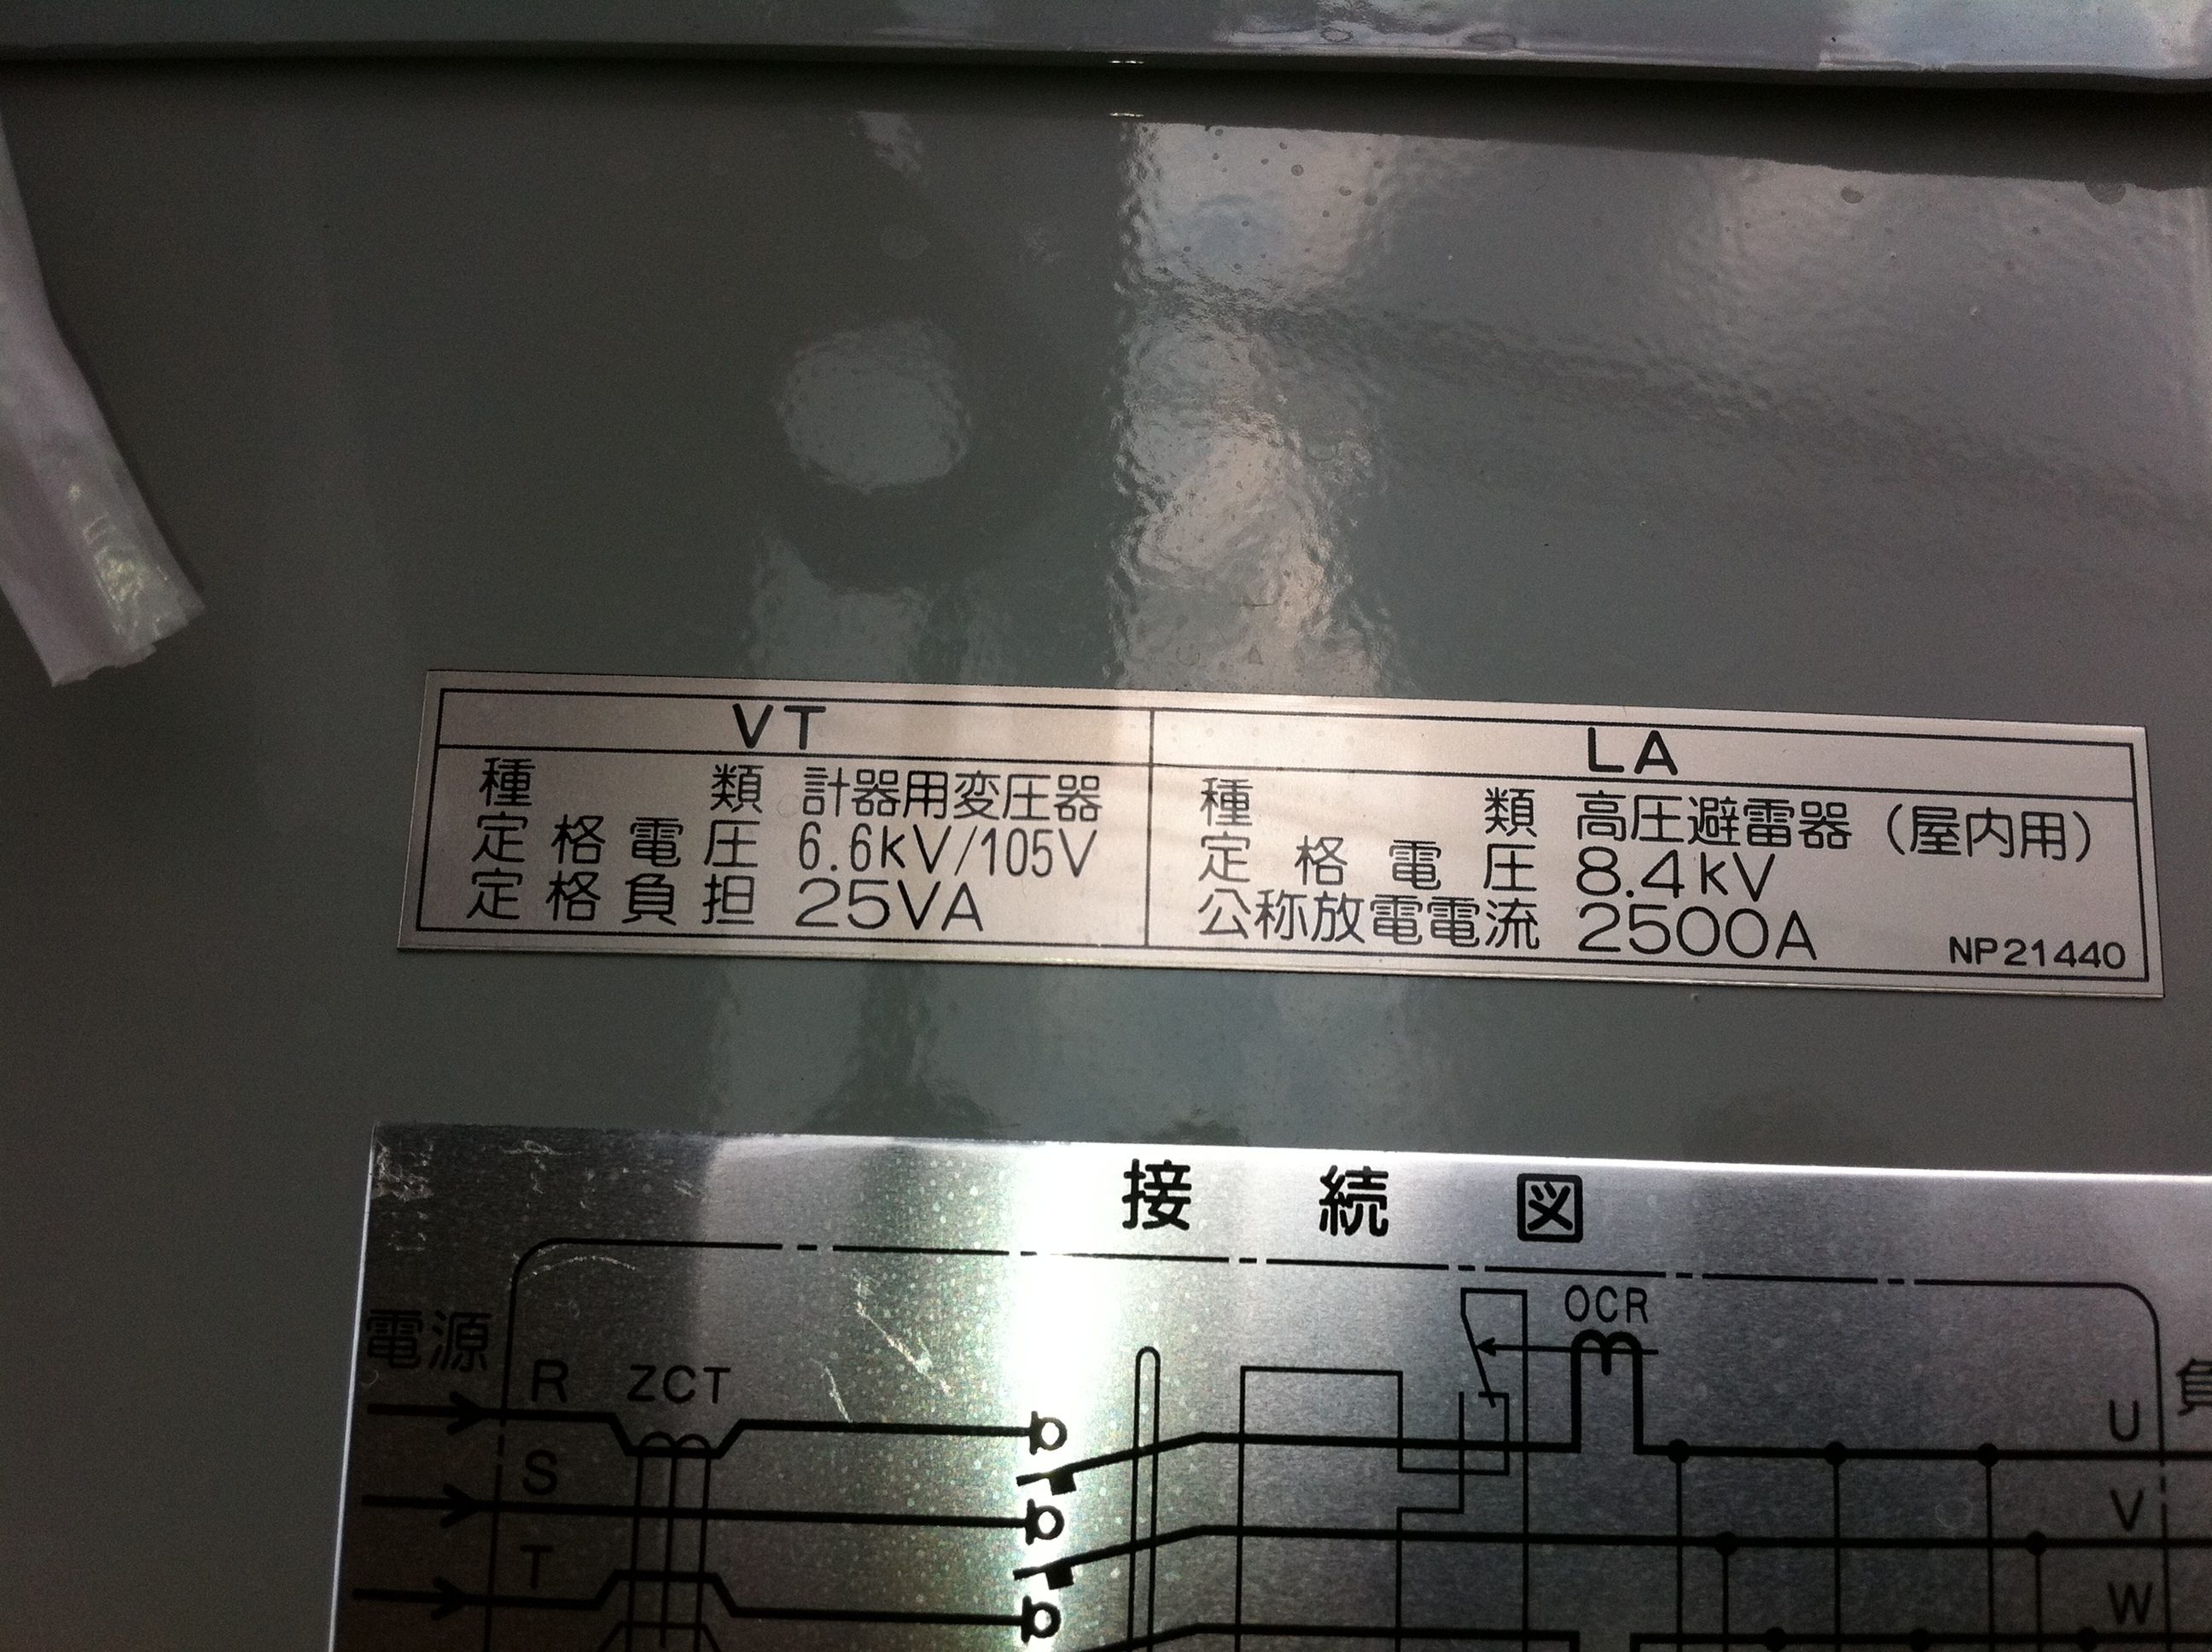 VT
種類 計器用変圧器
定格電圧 6.6kV/105V
定格負担 25VA
LA
種類 高圧避雷器（屋内用）
定格電圧 8.4kV
公称放電電流 2500A
NP21440
接続図
電源
OCR
R
ZCT
U
S
V
T
W